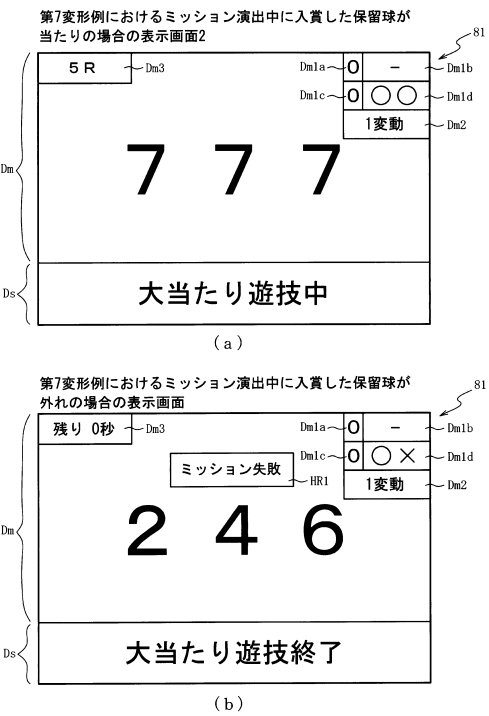 第7変形例におけるミッション演出中に入賞した保留球が
当たりの場合の表示画面2
81
5R
Dm3
Dm1a
0
-
Dm1b
Dm1c
0
○○
Dm1d
1変動
Dm2
Dm
7 7 7
Ds
大当たり遊技中
(a)
第7変形例におけるミッション演出中に入賞した保留球が
外れの場合の表示画面
81
残り 0秒
Dm3
Dm1a
0
-
Dm1b
Dm1c
0
○×
Dm1d
ミッション失敗
HR1
1変動
Dm2
Dm
2 4 6
Ds
大当たり遊技終了
(b)